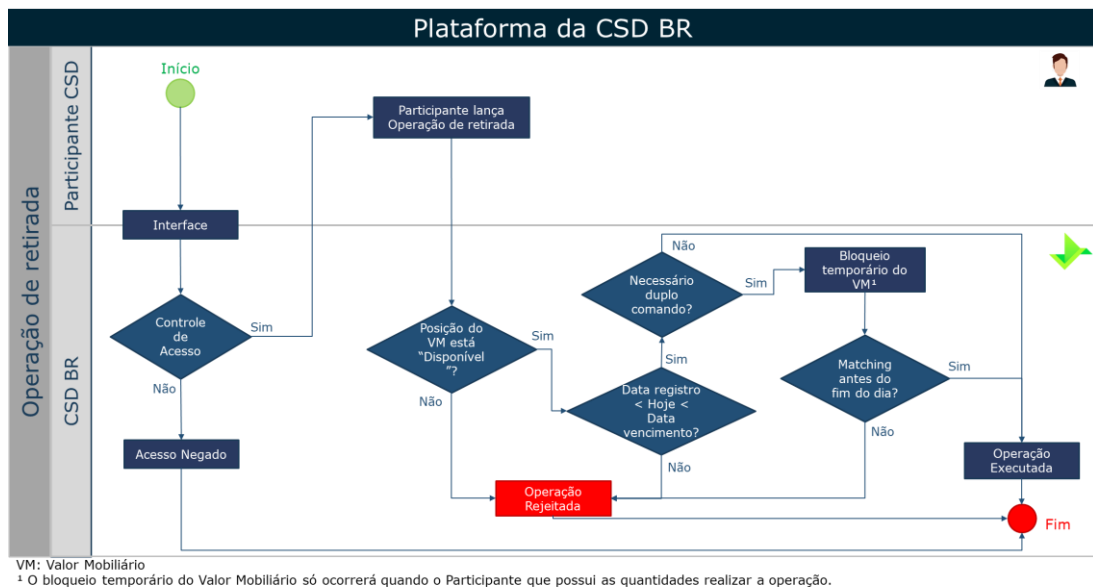 Plataforma da CSD BR
Operação de retirada
Participante CSD
CSD BR
Início
Participante lança
Operação de retirada
Interface
Controle
de
Acesso
Sim
Não
Acesso Negado
Posição do
VM está
“Disponível
”?
Sim
Não
Data registro
< Hoje <
Data
vencimento?
Sim
Não
Necessário
duplo
comando?
Não
Sim
Bloqueio
temporário do
VM¹
Matching
antes do
fim do dia?
Sim
Não
Operação
Rejeitada
Operação
Executada
Fim
VM: Valor Mobiliário
¹ O bloqueio temporário do Valor Mobiliário só ocorrerá quando o Participante que possui as quantidades realizar a operação.